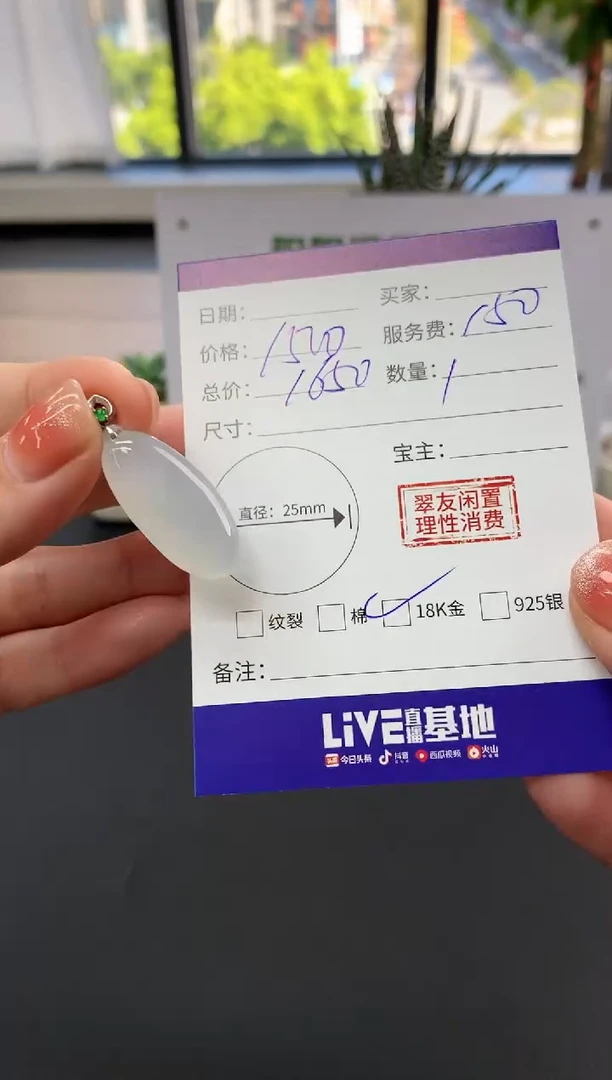 日期：
买家：
价格：1500
服务费：150
总价：1650
数量：1
尺寸：
宝主：
直径：25mm
翠友闲置
理性消费
纹裂 棉 18K金 925银
备注：
LiVE直播基地
头条 今日头条 抖音 西瓜视频 火山